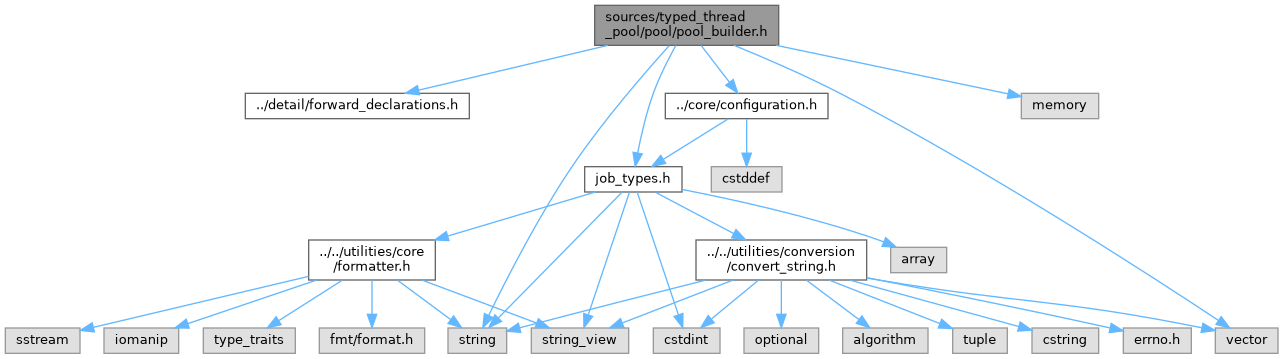 sources/typed_thread
_pool/pool/pool_builder.h
../detail/forward_declarations.h
../core/configuration.h
memory
job_types.h
cstddef
../../utilities/core
/formatter.h
../../utilities/conversion
/convert_string.h
array
sstream
iomanip
type_traits
fmt/format.h
string
string_view
cstdint
optional
algorithm
tuple
cstring
errno.h
vector